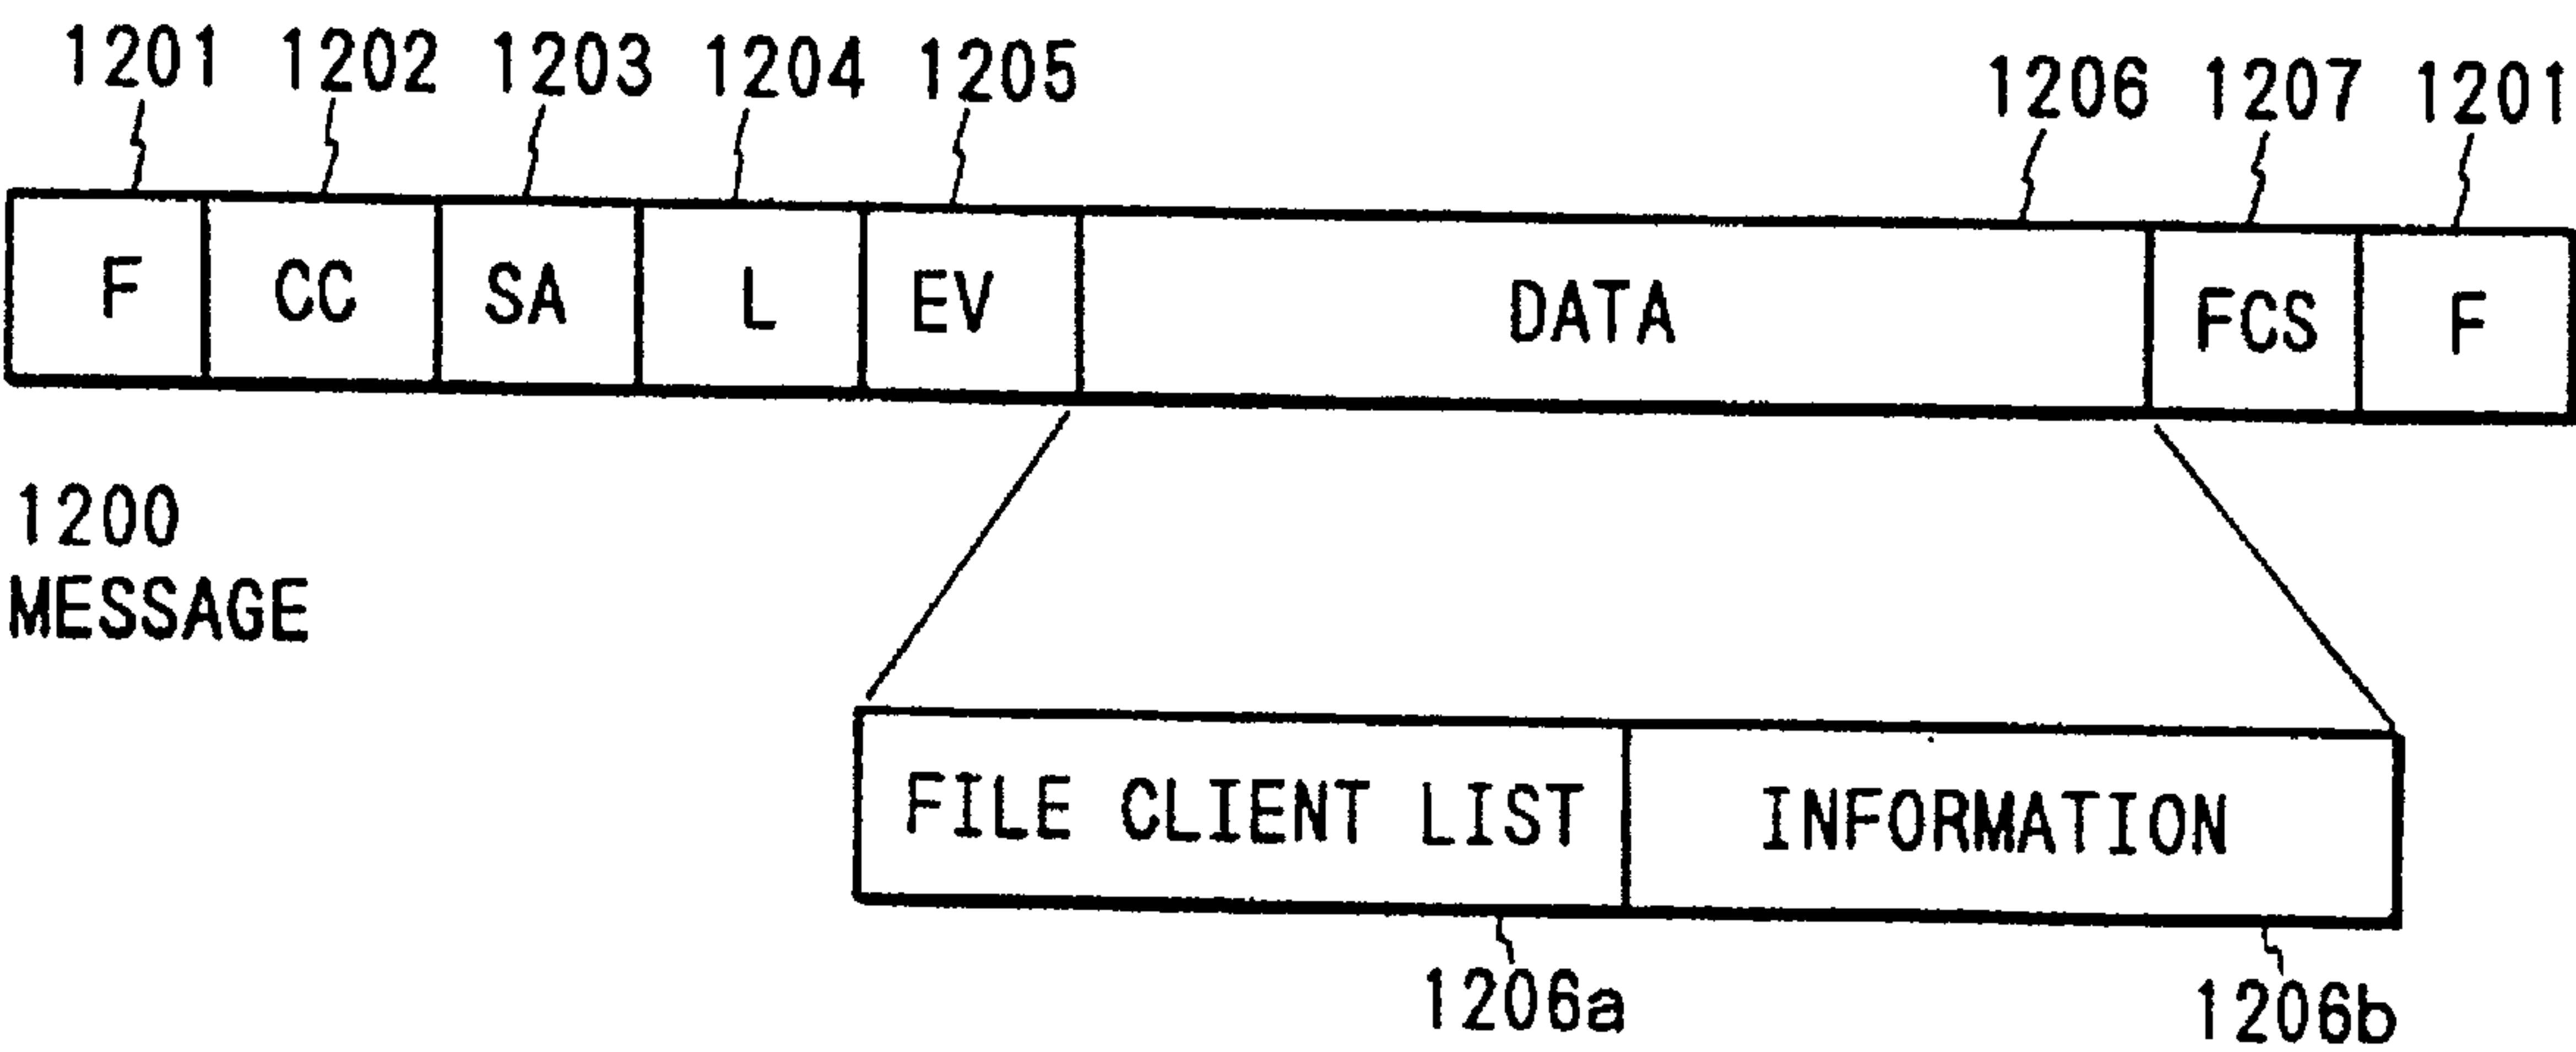 1201 1202 1203 1204 1205 1206 1207 1201
F CC SA L EV DATA FCS F
1200
MESSAGE
FILE CLIENT LIST INFORMATION
1206a 1206b